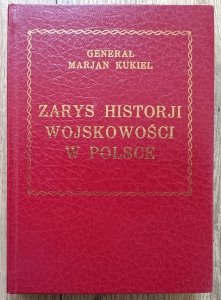 GENERAŁ
MARJAN KUKIEL
ZARYS HISTORJI
WOJSKOWOŚCI
W POLSCE